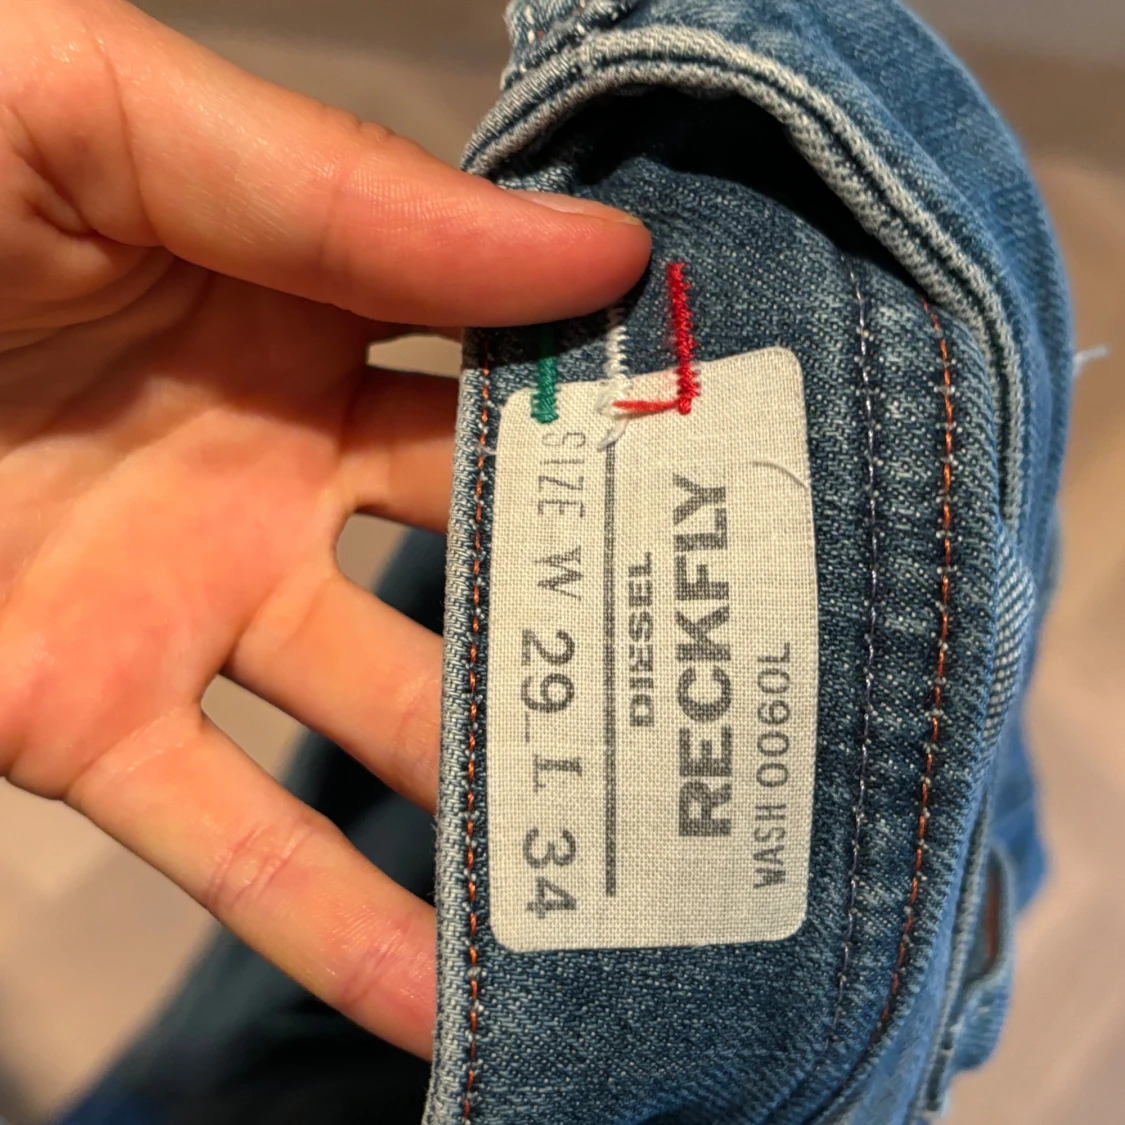 DIESEL
RECKFLY
WASH 0060L
SIZE W 29 L 34